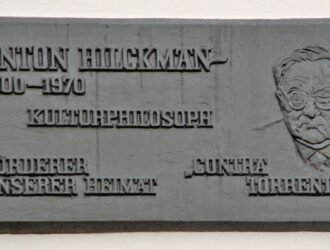 NTON HILCKMAN
00—1970
KULTURPHILOSOPH
ÖRDERER
NSERER HEIMAT
„CONTRA
TORRENT